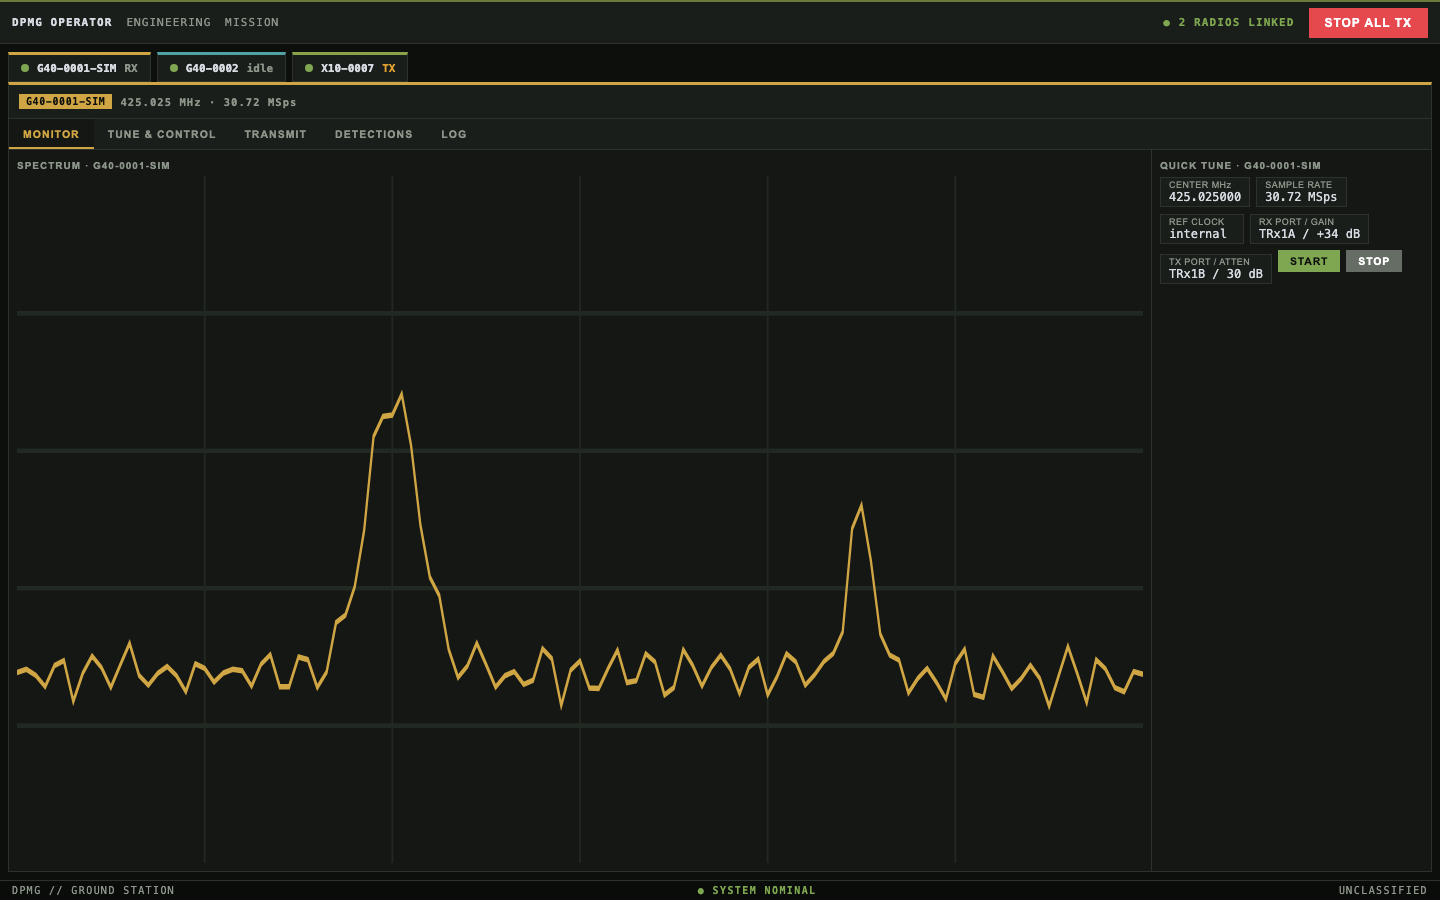 DPMG OPERATOR ENGINEERING MISSION ● 2 RADIOS LINKED STOP ALL TX
G40-0001-SIM RX G40-0002 idle X10-0007 TX
G40-0001-SIM 425.025 MHz · 30.72 MSps
MONITOR TUNE & CONTROL TRANSMIT DETECTIONS LOG
SPECTRUM · G40-0001-SIM
QUICK TUNE · G40-0001-SIM
CENTER MHz SAMPLE RATE
425.025000 30.72 MSps
REF CLOCK RX PORT / GAIN
internal TRx1A / +34 dB
TX PORT / ATTEN START STOP
TRx1B / 30 dB
DPMG // GROUND STATION ● SYSTEM NOMINAL UNCLASSIFIED